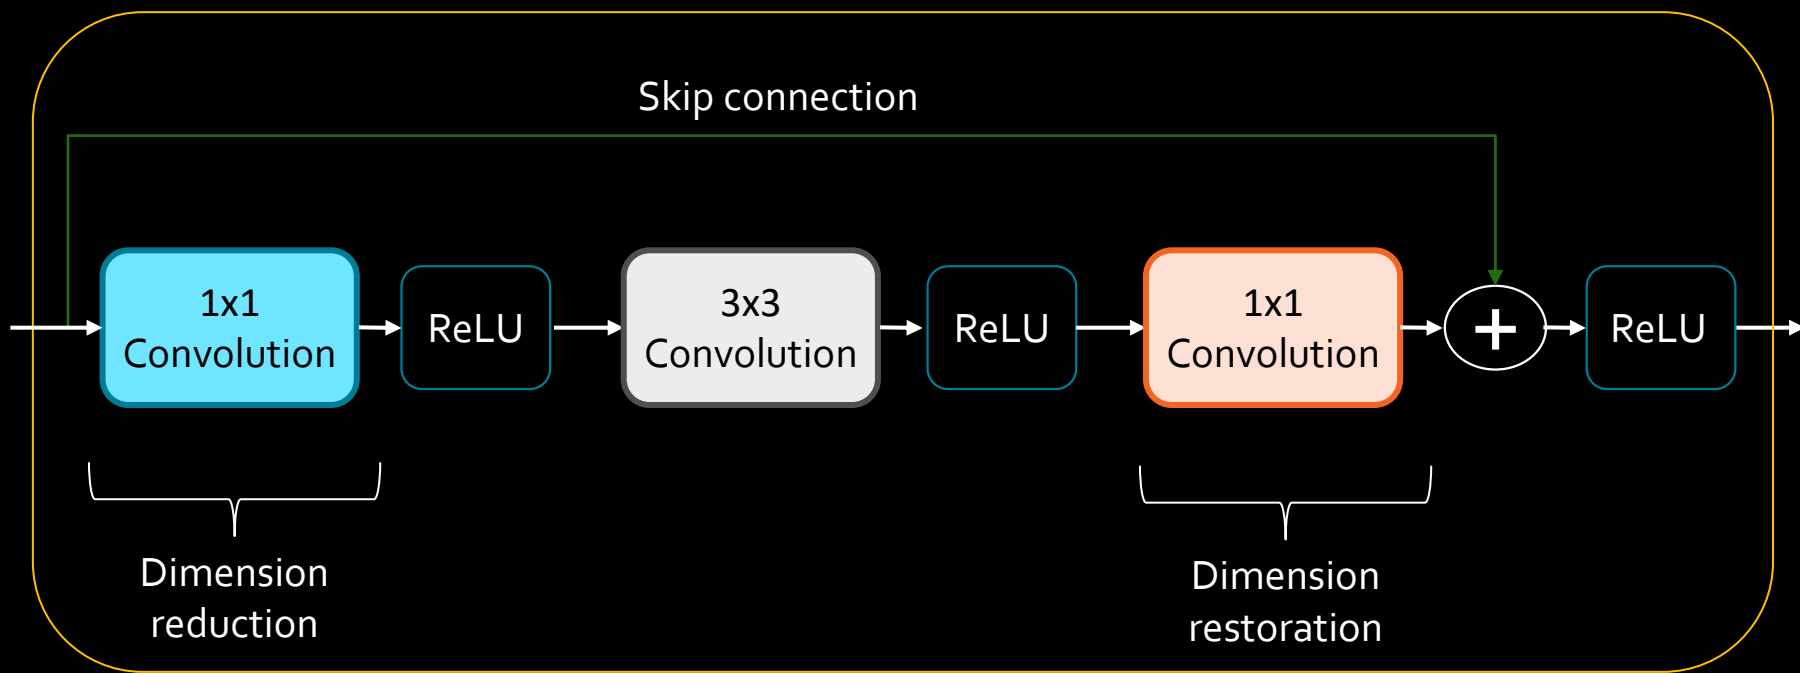 Skip connection
1x1
Convolution
ReLU
3x3
Convolution
ReLU
1x1
Convolution
+
ReLU
Dimension
reduction
Dimension
restoration